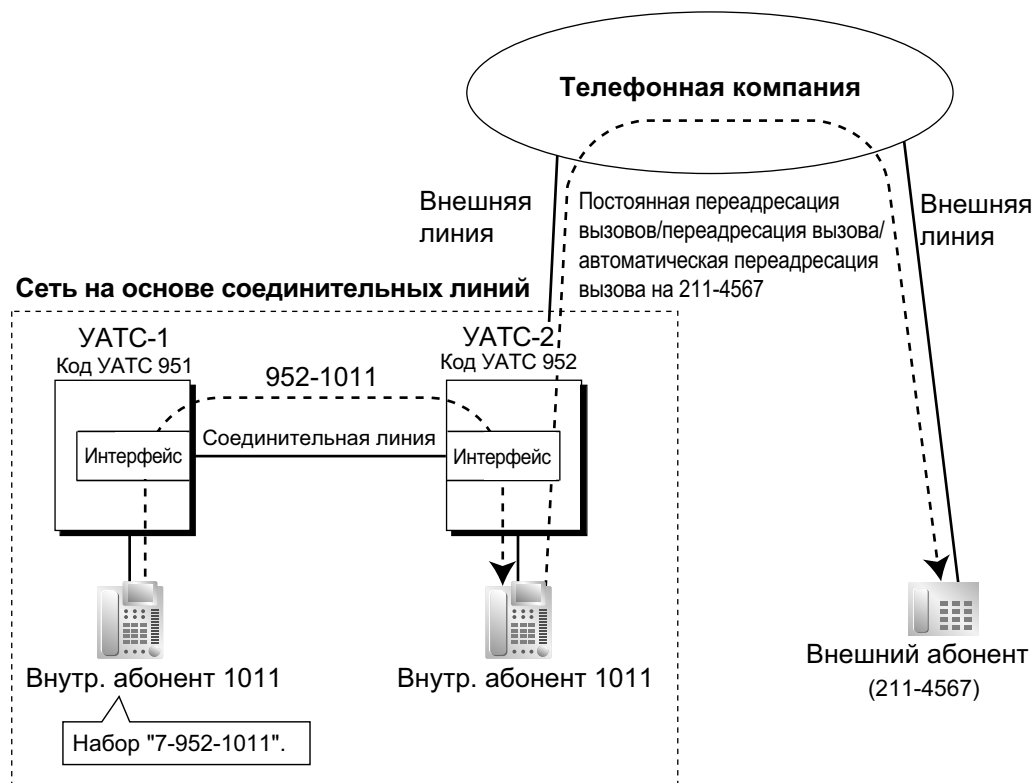 Телефонная компания
Внешняя
линия
Постоянная переадресация
вызовов/переадресация вызова/
автоматическая переадресация
вызова на 211-4567
Внешняя
линия
Сеть на основе соединительных линий
УАТС-1
Код УАТС 951
УАТС-2
Код УАТС 952
952-1011
Интерфейс
Соединительная линия
Интерфейс
Внутр. абонент 1011
Внутр. абонент 1011
Внешний абонент
(211-4567)
Набор "7-952-1011".